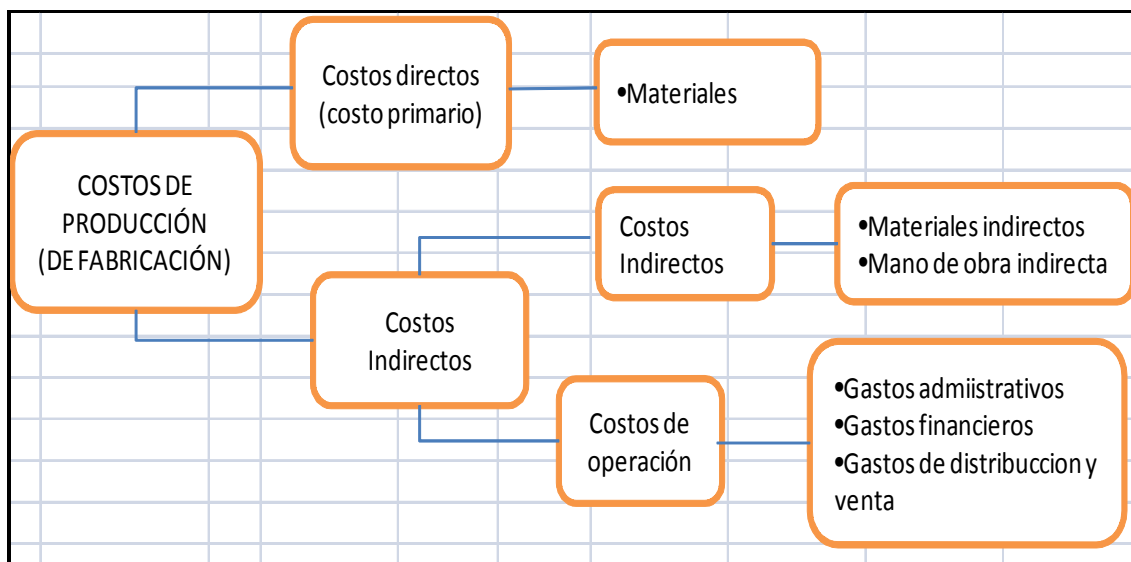 COSTOS DE
PRODUCCIÓN
(DE FABRICACIÓN)
Costos directos
(costo primario)
•Materiales
Costos
Indirectos
Costos
Indirectos
•Materiales indirectos
•Mano de obra indirecta
Costos de
operación
•Gastos admiistrativos
•Gastos financieros
•Gastos de distribuccion y
venta